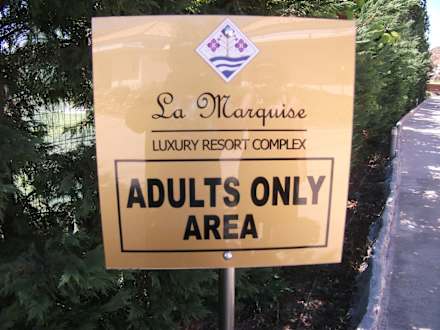 La Marquise
LUXURY RESORT COMPLEX
ADULTS ONLY
AREA